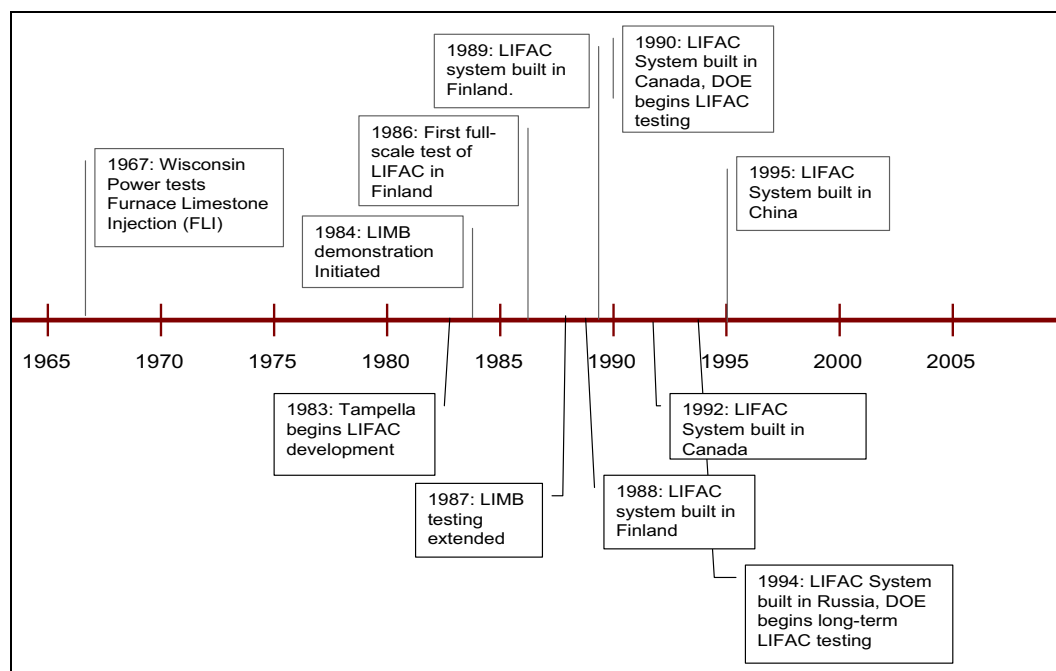 1989: LIFAC
system built in
Finland.
1990: LIFAC
System built in
Canada, DOE
begins LIFAC
testing
1986: First full-
scale test of
LIFAC in
Finland
1967: Wisconsin
Power tests
Furnace Limestone
Injection (FLI)
1995: LIFAC
System built in
China
1984: LIMB
demonstration
Initiated
1965 1970 1975 1980 1985 1990 1995 2000 2005
1983: Tampella
begins LIFAC
development
1992: LIFAC
System built in
Canada
1987: LIMB
testing
extended
1988: LIFAC
system built in
Finland
1994: LIFAC System
built in Russia, DOE
begins long-term
LIFAC testing